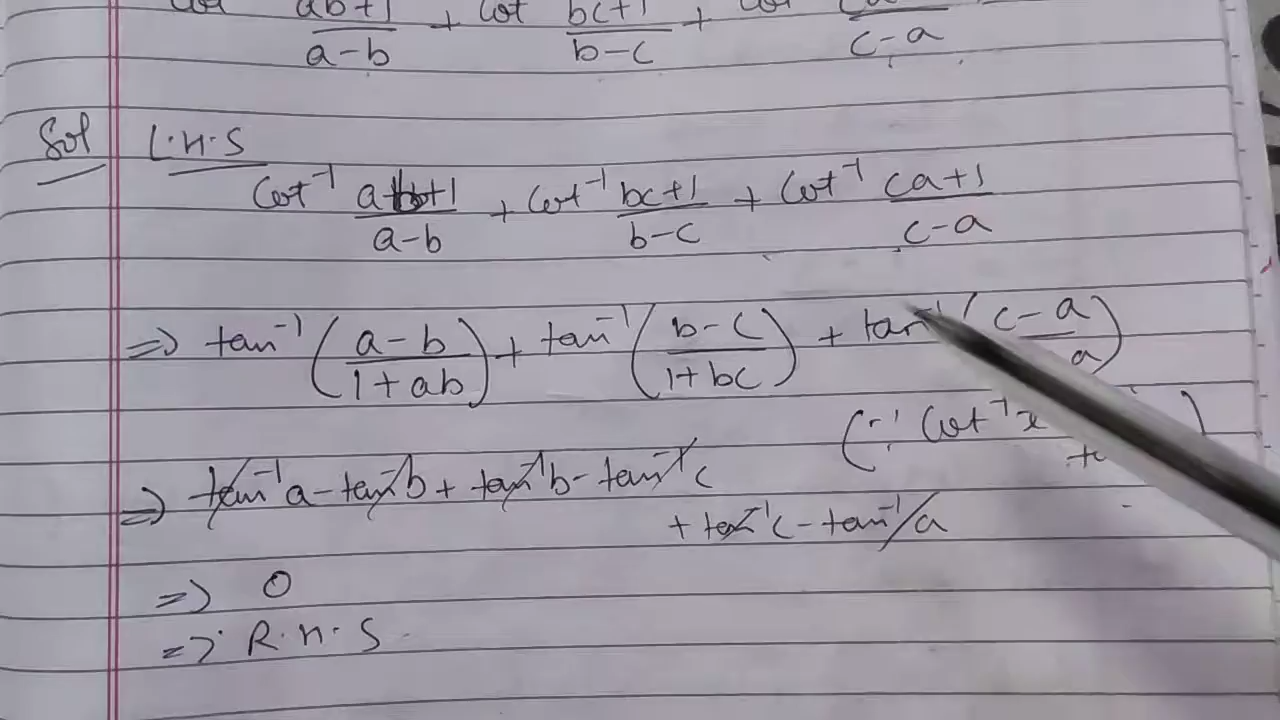 ab+1/a-b + cot bc+1/b-c + c-a
Sol L.H.S
Cot⁻¹ ab+1/a-b + Cot⁻¹ bc+1/b-c + Cot⁻¹ ca+1/c-a
=> tan⁻¹(a-b/1+ab) + tan⁻¹(b-c/1+bc) + tan⁻¹(c-a/a)
(∵ Cot⁻¹x
=> tan⁻¹a - tan⁻¹b + tan⁻¹b - tan⁻¹c
+ tan⁻¹c - tan⁻¹a
=> 0
=> R.H.S.